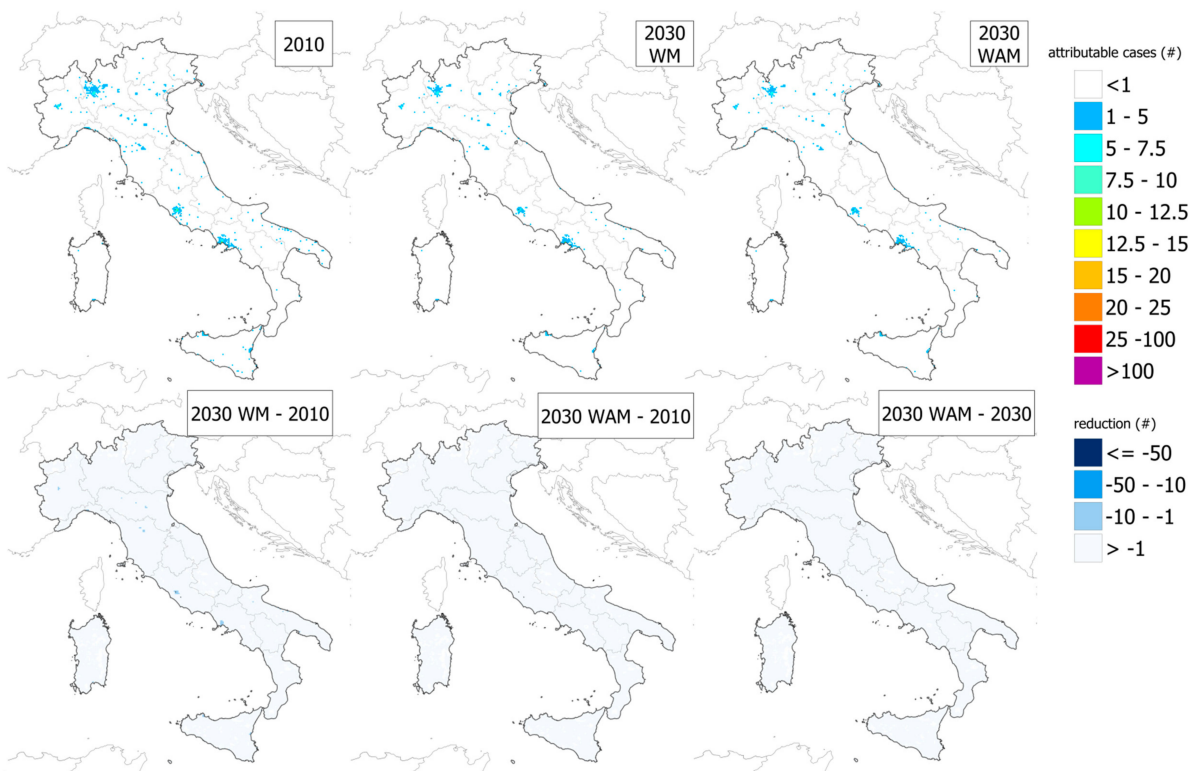 2010
2030
WM
2030
WAM
attributable cases (#)
<1
1 - 5
5 - 7.5
7.5 - 10
10 - 12.5
12.5 - 15
15 - 20
20 - 25
25 -100
>100
2030 WM - 2010
2030 WAM - 2010
2030 WAM - 2030
reduction (#)
<= -50
-50 - -10
-10 - -1
> -1